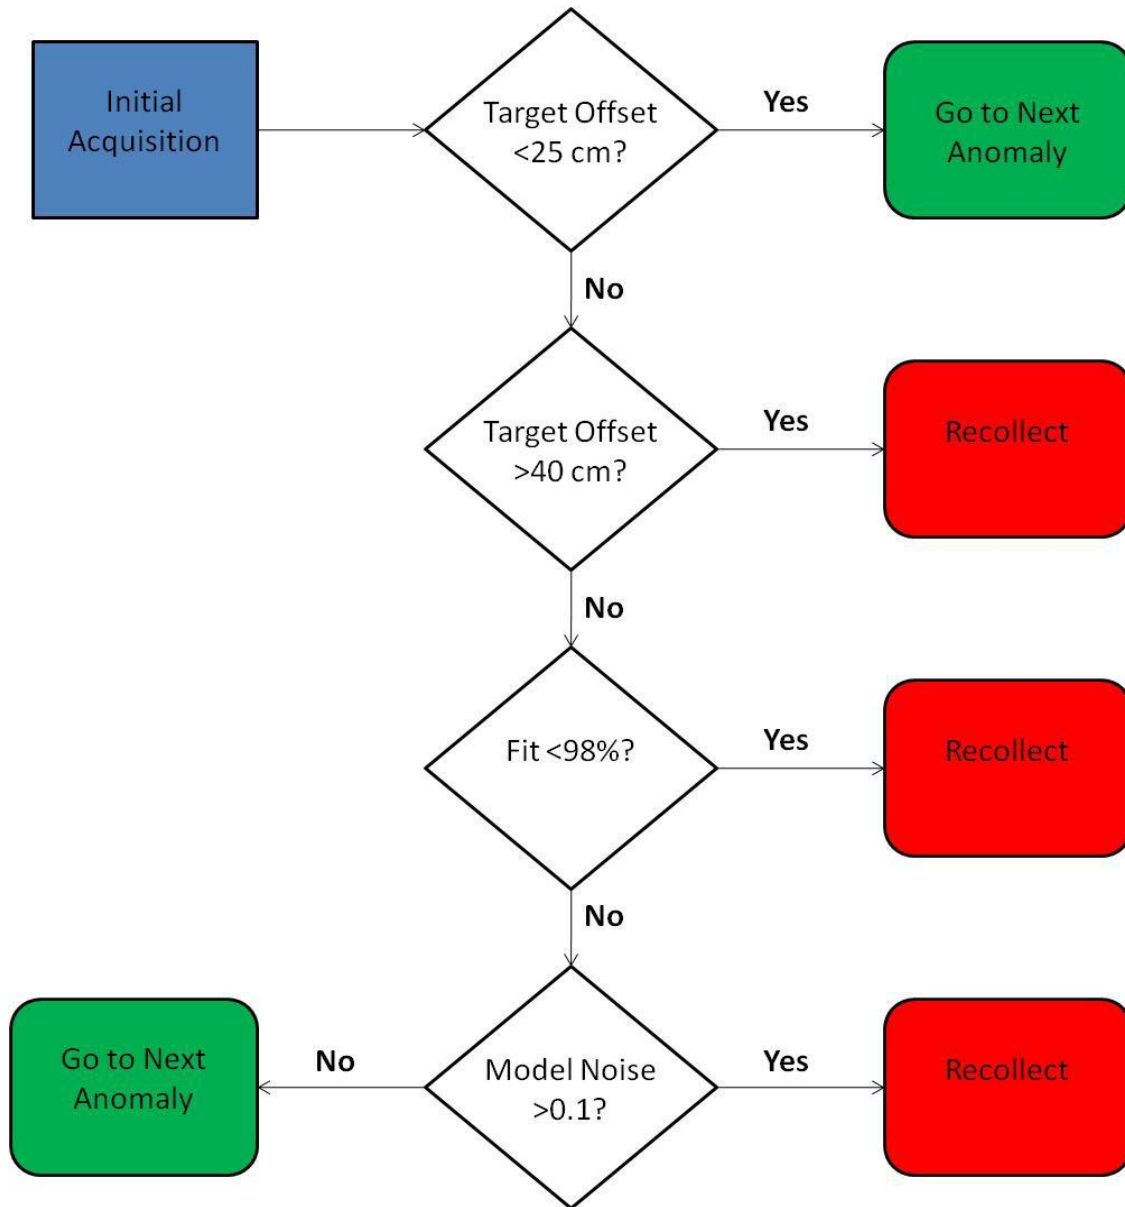 Initial
Acquisition
Target Offset
<25 cm?
Yes
Go to Next
Anomaly
No
Target Offset
>40 cm?
Yes
Recollect
No
Fit <98%?
Yes
Recollect
No
Go to Next
Anomaly
No
Model Noise
>0.1?
Yes
Recollect